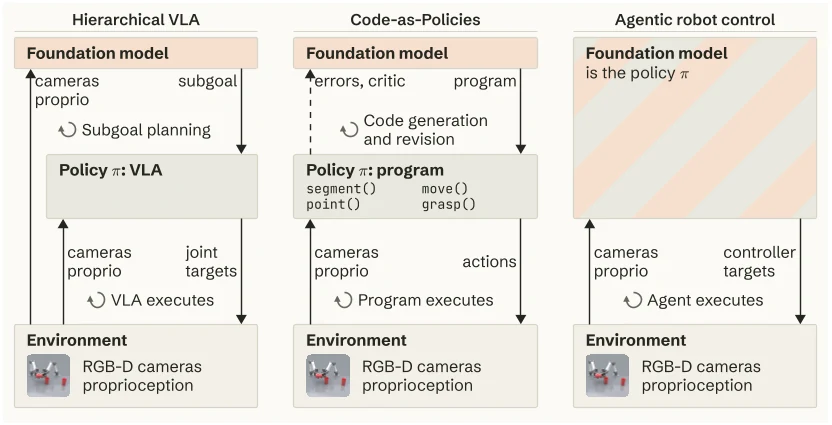 Hierarchical VLA
Foundation model
cameras
proprio
subgoal
Subgoal planning
Policy π: VLA
cameras
proprio
joint
targets
VLA executes
Environment
RGB-D cameras
proprioception
Code-as-Policies
Foundation model
errors, critic
program
Code generation
and revision
Policy π: program
segment() move()
point() grasp()
cameras
proprio
actions
Program executes
Environment
RGB-D cameras
proprioception
Agentic robot control
Foundation model
is the policy π
cameras
proprio
controller
targets
Agent executes
Environment
RGB-D cameras
proprioception